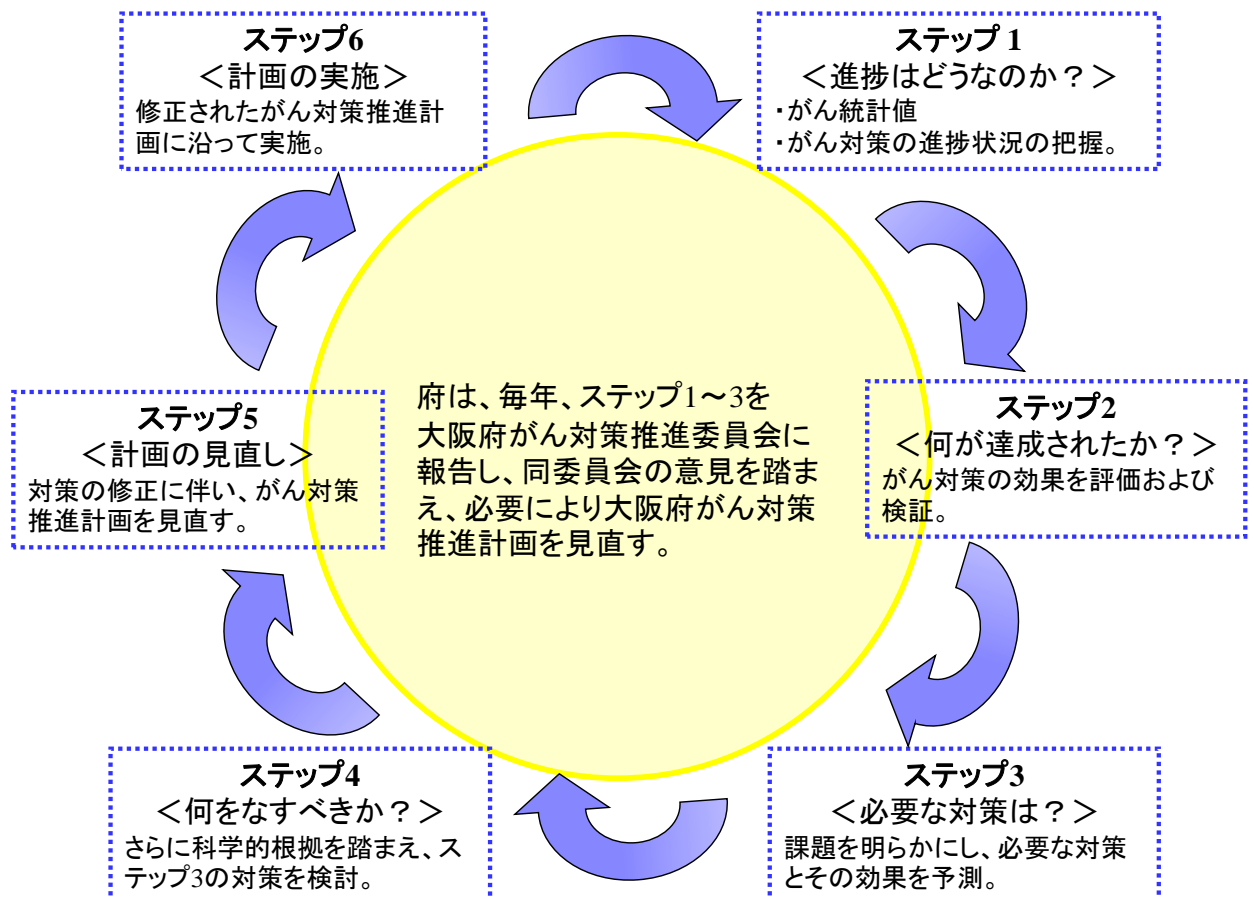 ステップ6
＜計画の実施＞
修正されたがん対策推進計
画に沿って実施。
ステップ 1
＜進捗はどうなのか？＞
・がん統計値
・がん対策の進捗状況の把握。
ステップ5
＜計画の見直し＞
対策の修正に伴い、がん対策
推進計画を見直す。
府は、毎年、ステップ1～3を
大阪府がん対策推進委員会に
報告し、同委員会の意見を踏ま
え、必要により大阪府がん対策
推進計画を見直す。
ステップ2
＜何が達成されたか？＞
がん対策の効果を評価および
検証。
ステップ4
＜何をなすべきか？＞
さらに科学的根拠を踏まえ、ス
テップ3の対策を検討。
ステップ3
＜必要な対策は？＞
課題を明らかにし、必要な対策
とその効果を予測。